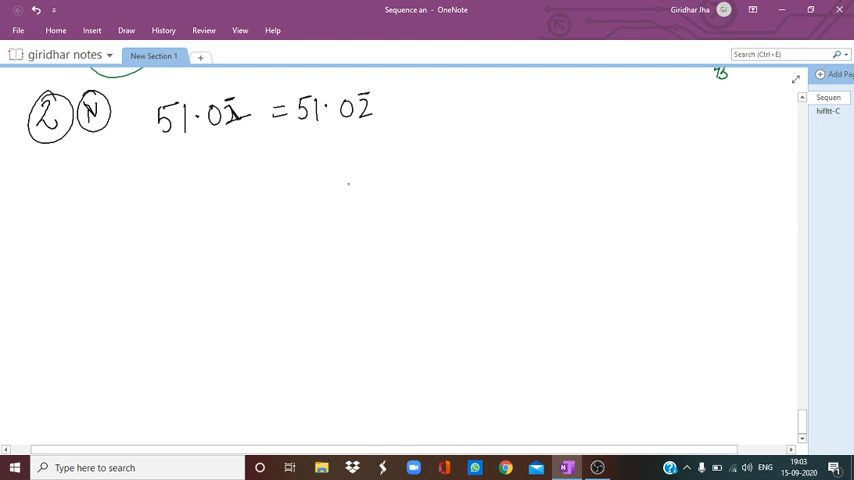 Sequence an - OneNote
Giridhar Jha GJ
File Home Insert Draw History Review View Help
giridhar notes New Section 1 + Search (Ctrl+E)
Add Pag
Sequen
hifltt-C
2 N 51.02̅ = 51.02̅
Type here to search
ENG
19:03
15-09-2020